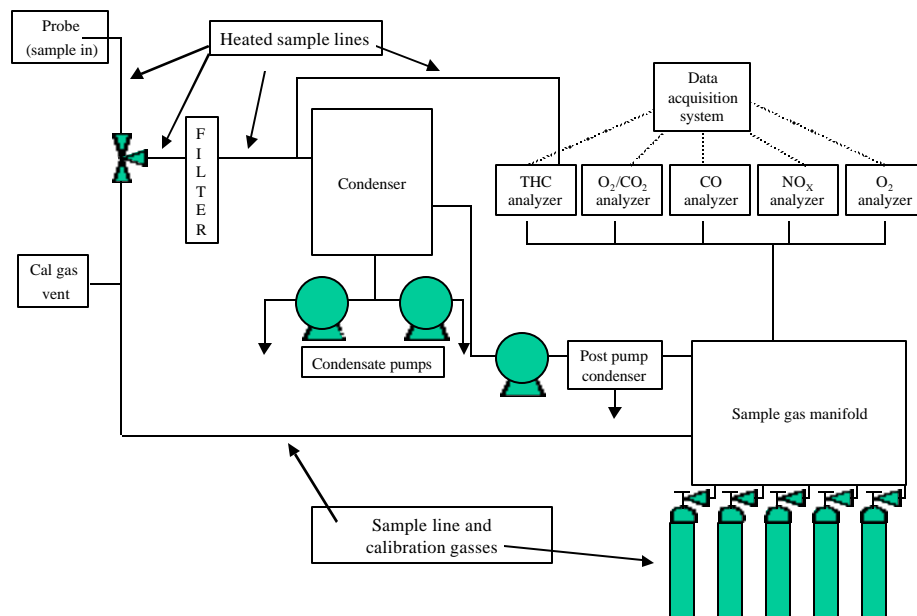 Probe
(sample in)
Heated sample lines
Data
acquisition
system
F
I
L
T
E
R
Condenser
THC
analyzer
O₂/CO₂
analyzer
CO
analyzer
NOX
analyzer
O₂
analyzer
Cal gas
vent
Condensate pumps
Post pump
condenser
Sample gas manifold
Sample line and
calibration gasses